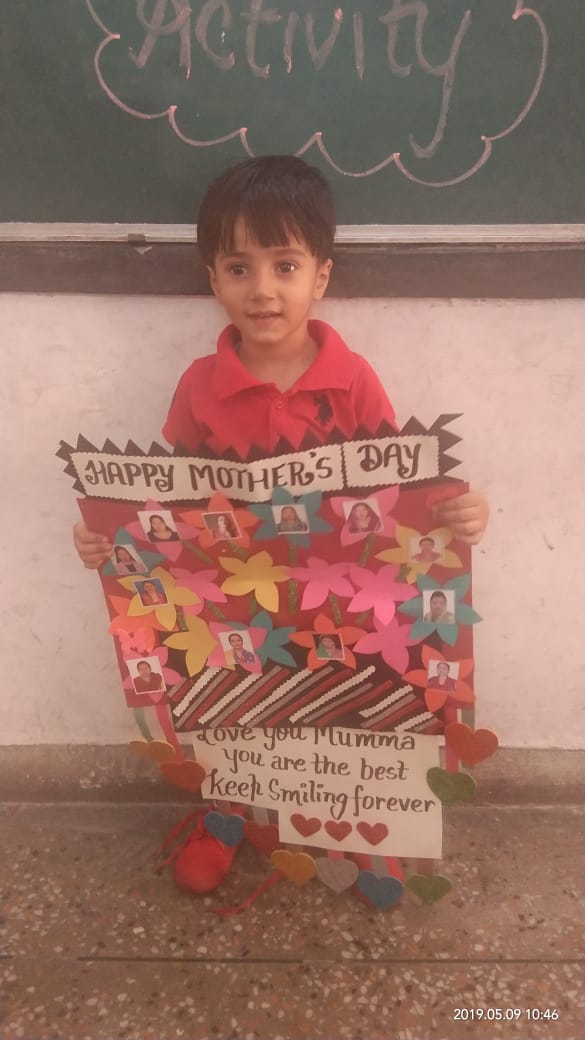 Activity
HAPPY MOTHER'S DAY
Love you Mumma
you are the best
Keep Smiling forever
2019.05.09 10:46